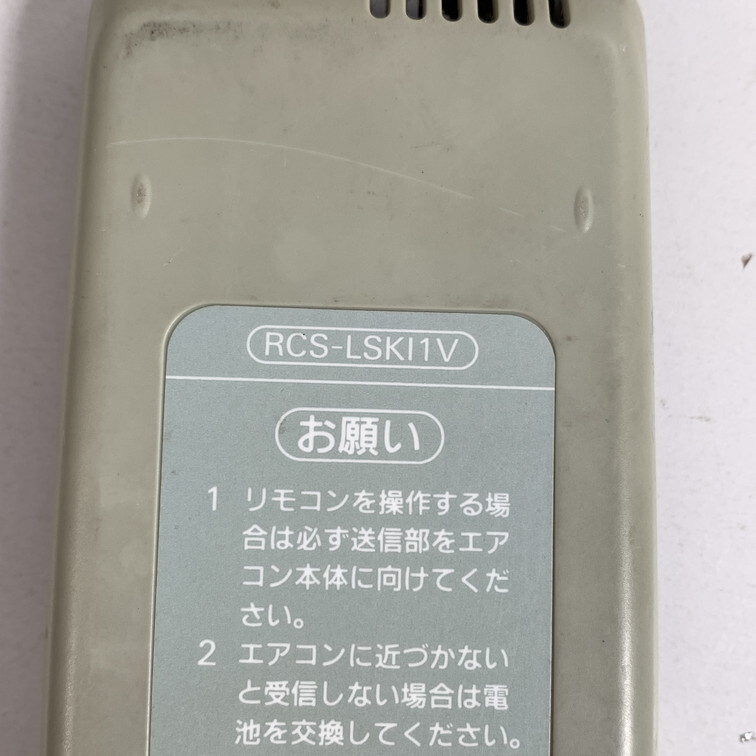 RCS-LSKI1V
お願い
1 リモコンを操作する場
合は必ず送信部をエア
コン本体に向けてくだ
さい。
2 エアコンに近づかない
と受信しない場合は電
池を交換してください。